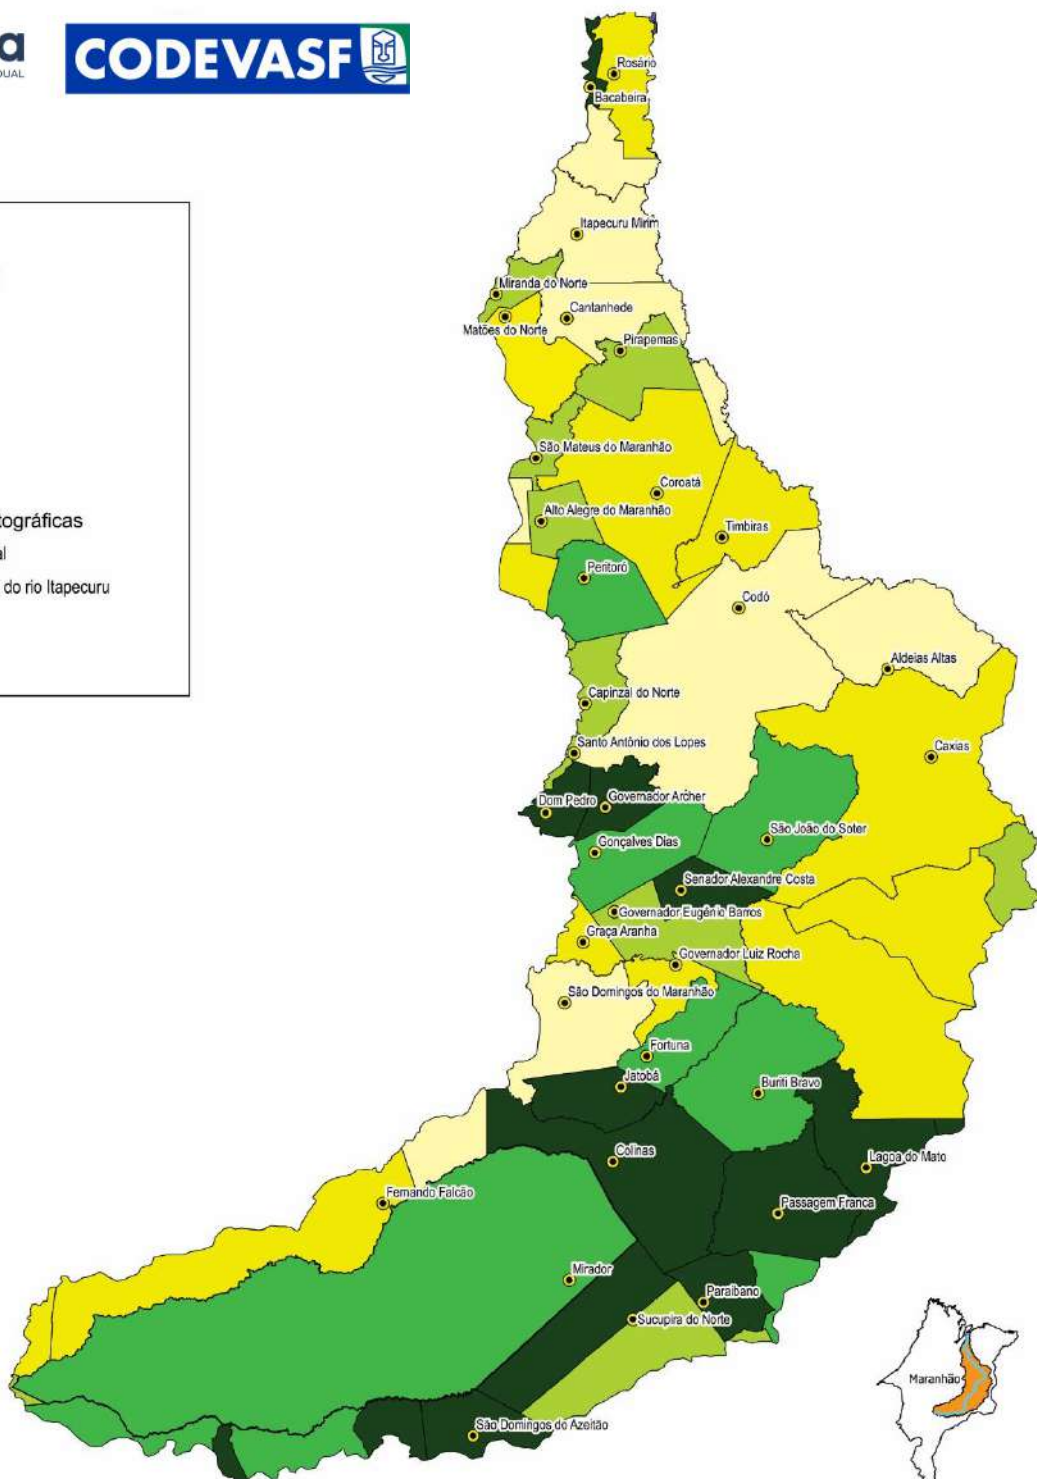 a
DUAL
CODEVASF
Rosário
Bacabeira
Itapecuru Mirim
Miranda do Norte
Cantanhede
Matões do Norte
Pirapemas
São Mateus do Maranhão
Coroatá
Alto Alegre do Maranhão
tográficas
Timbiras
al
Peritoró
do rio Itapecuru
Codó
Aldeias Altas
Capinzal do Norte
Santo Antônio dos Lopes
Caxias
Dom Pedro
Governador Archer
São João do Soter
Gonçalves Dias
Senador Alexandre Costa
Governador Eugênio Barros
Graça Aranha
Governador Luiz Rocha
São Domingos do Maranhão
Fortuna
Jatobá
Buriti Bravo
Colinas
Lagoa do Mato
Fernando Falcão
Passagem Franca
Mirador
Paraibano
Sucupira do Norte
Maranhão
São Domingos do Azeitão